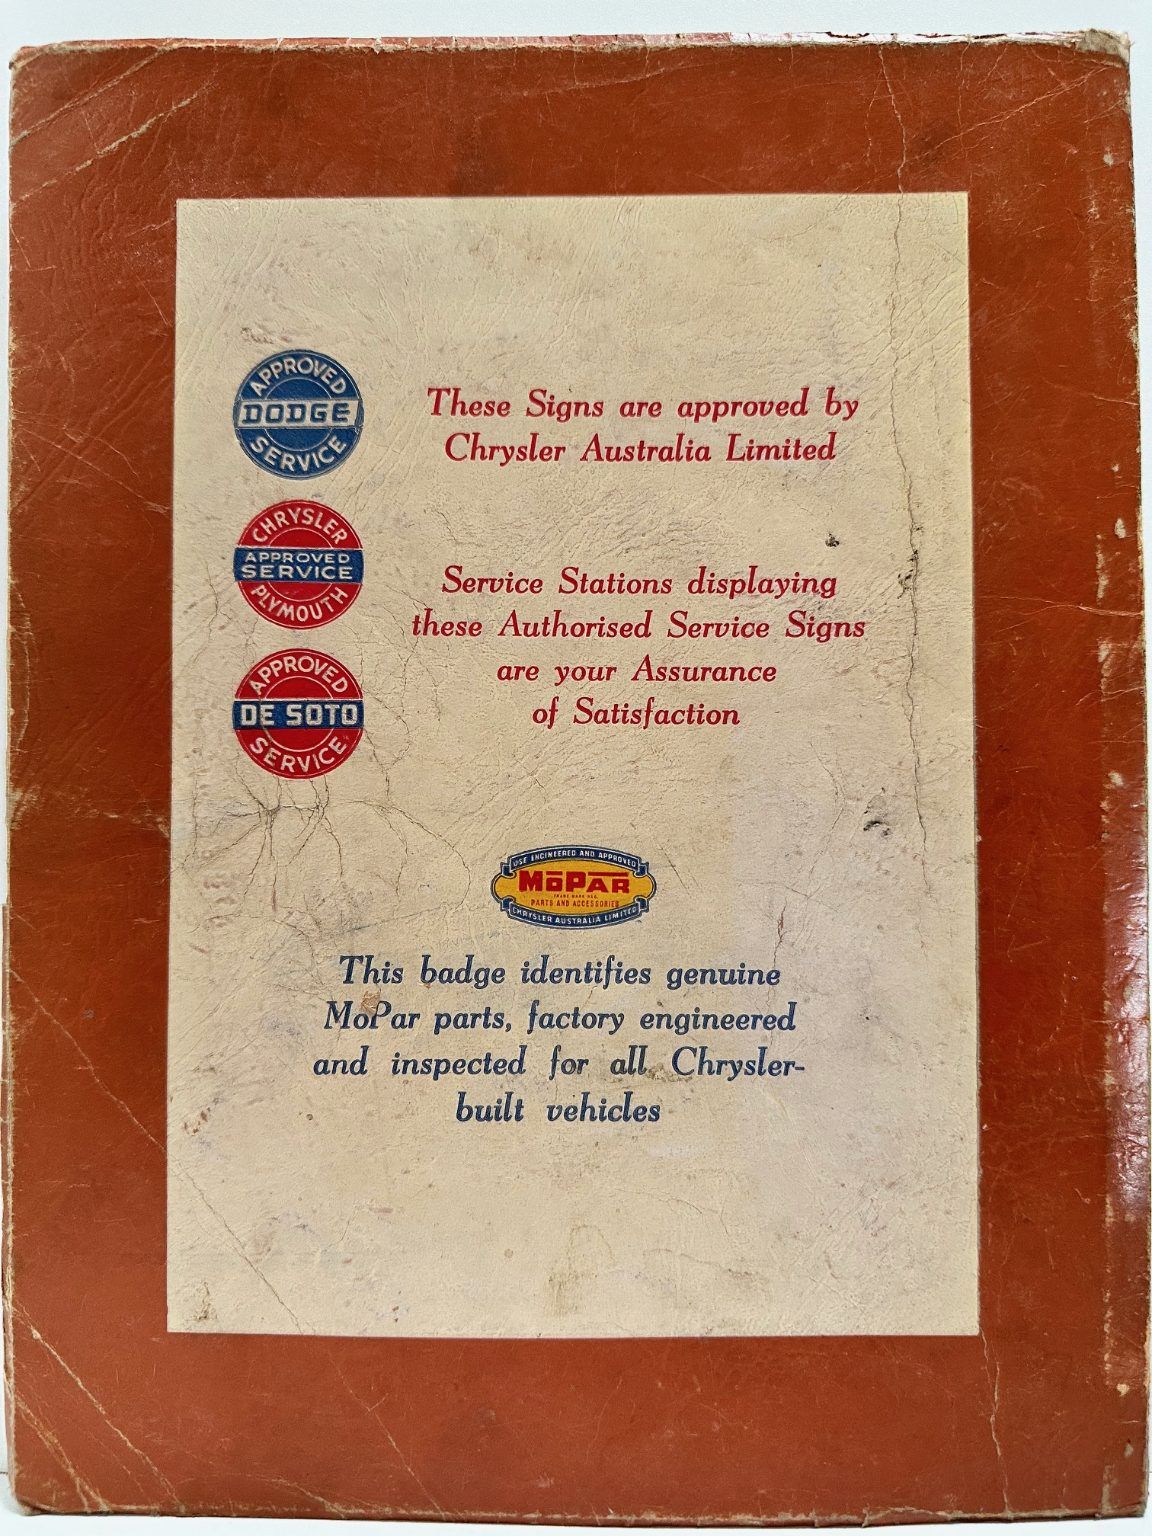 APPROVED
DODGE
SERVICE
These Signs are approved by
Chrysler Australia Limited
CHRYSLER
APPROVED
SERVICE
PLYMOUTH
Service Stations displaying
these Authorised Service Signs
are your Assurance
of Satisfaction
APPROVED
DE SOTO
SERVICE
USE ENGINEERED AND APPROVED
MOPAR
TRADE MARK REG.
PARTS AND ACCESSORIES
CHRYSLER AUSTRALIA LIMITED
This badge identifies genuine
MoPar parts, factory engineered
and inspected for all Chrysler-
built vehicles